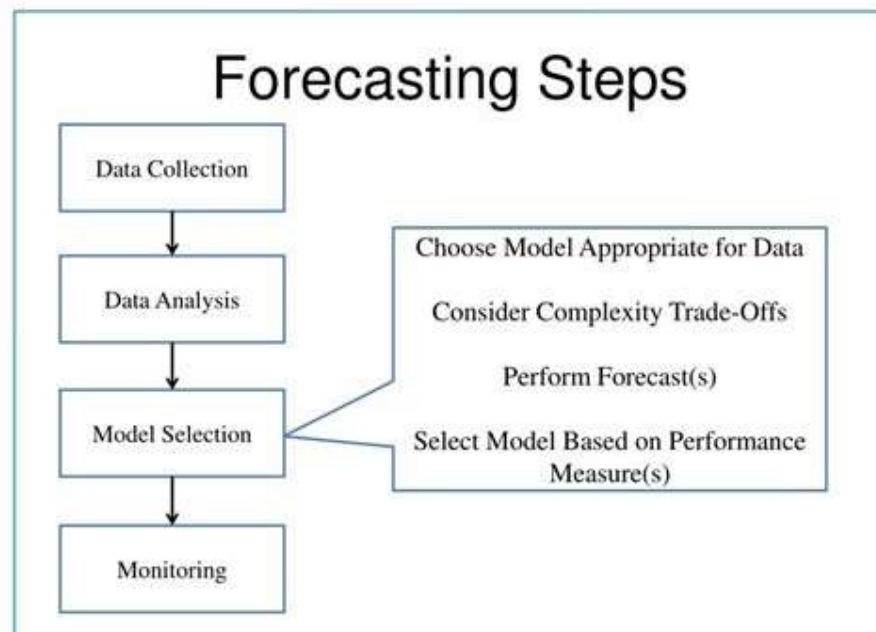 Forecasting Steps
Data Collection
Data Analysis
Model Selection
Monitoring
Choose Model Appropriate for Data
Consider Complexity Trade-Offs
Perform Forecast(s)
Select Model Based on Performance
Measure(s)